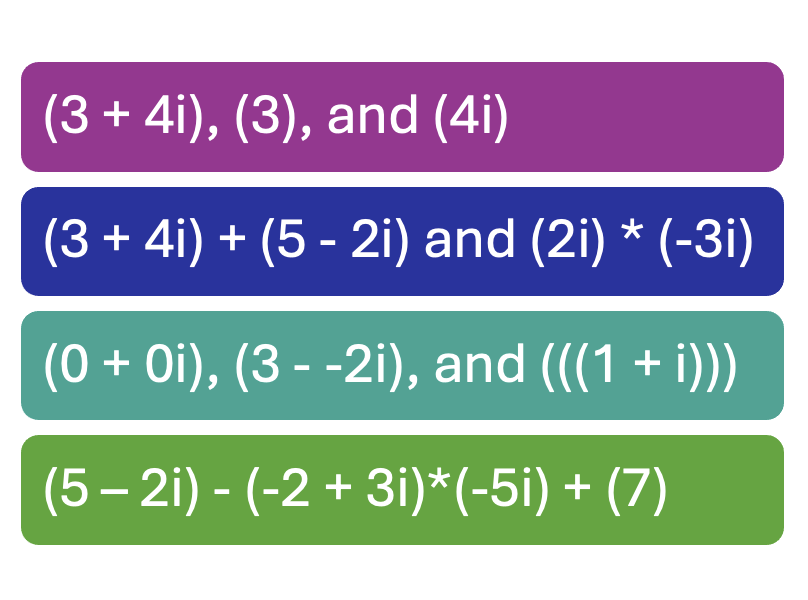 (3 + 4i), (3), and (4i)
(3 + 4i) + (5 - 2i) and (2i) * (-3i)
(0 + 0i), (3 - -2i), and (((1 + i)))
(5 – 2i) - (-2 + 3i)*(-5i) + (7)